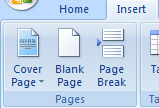 Home Insert
Cover Blank Page
Page Page Break
Pages